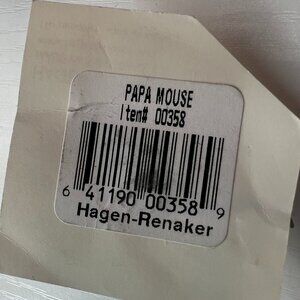 PAPA MOUSE
Item# 00358
6 41190 00358 9
Hagen-Renaker